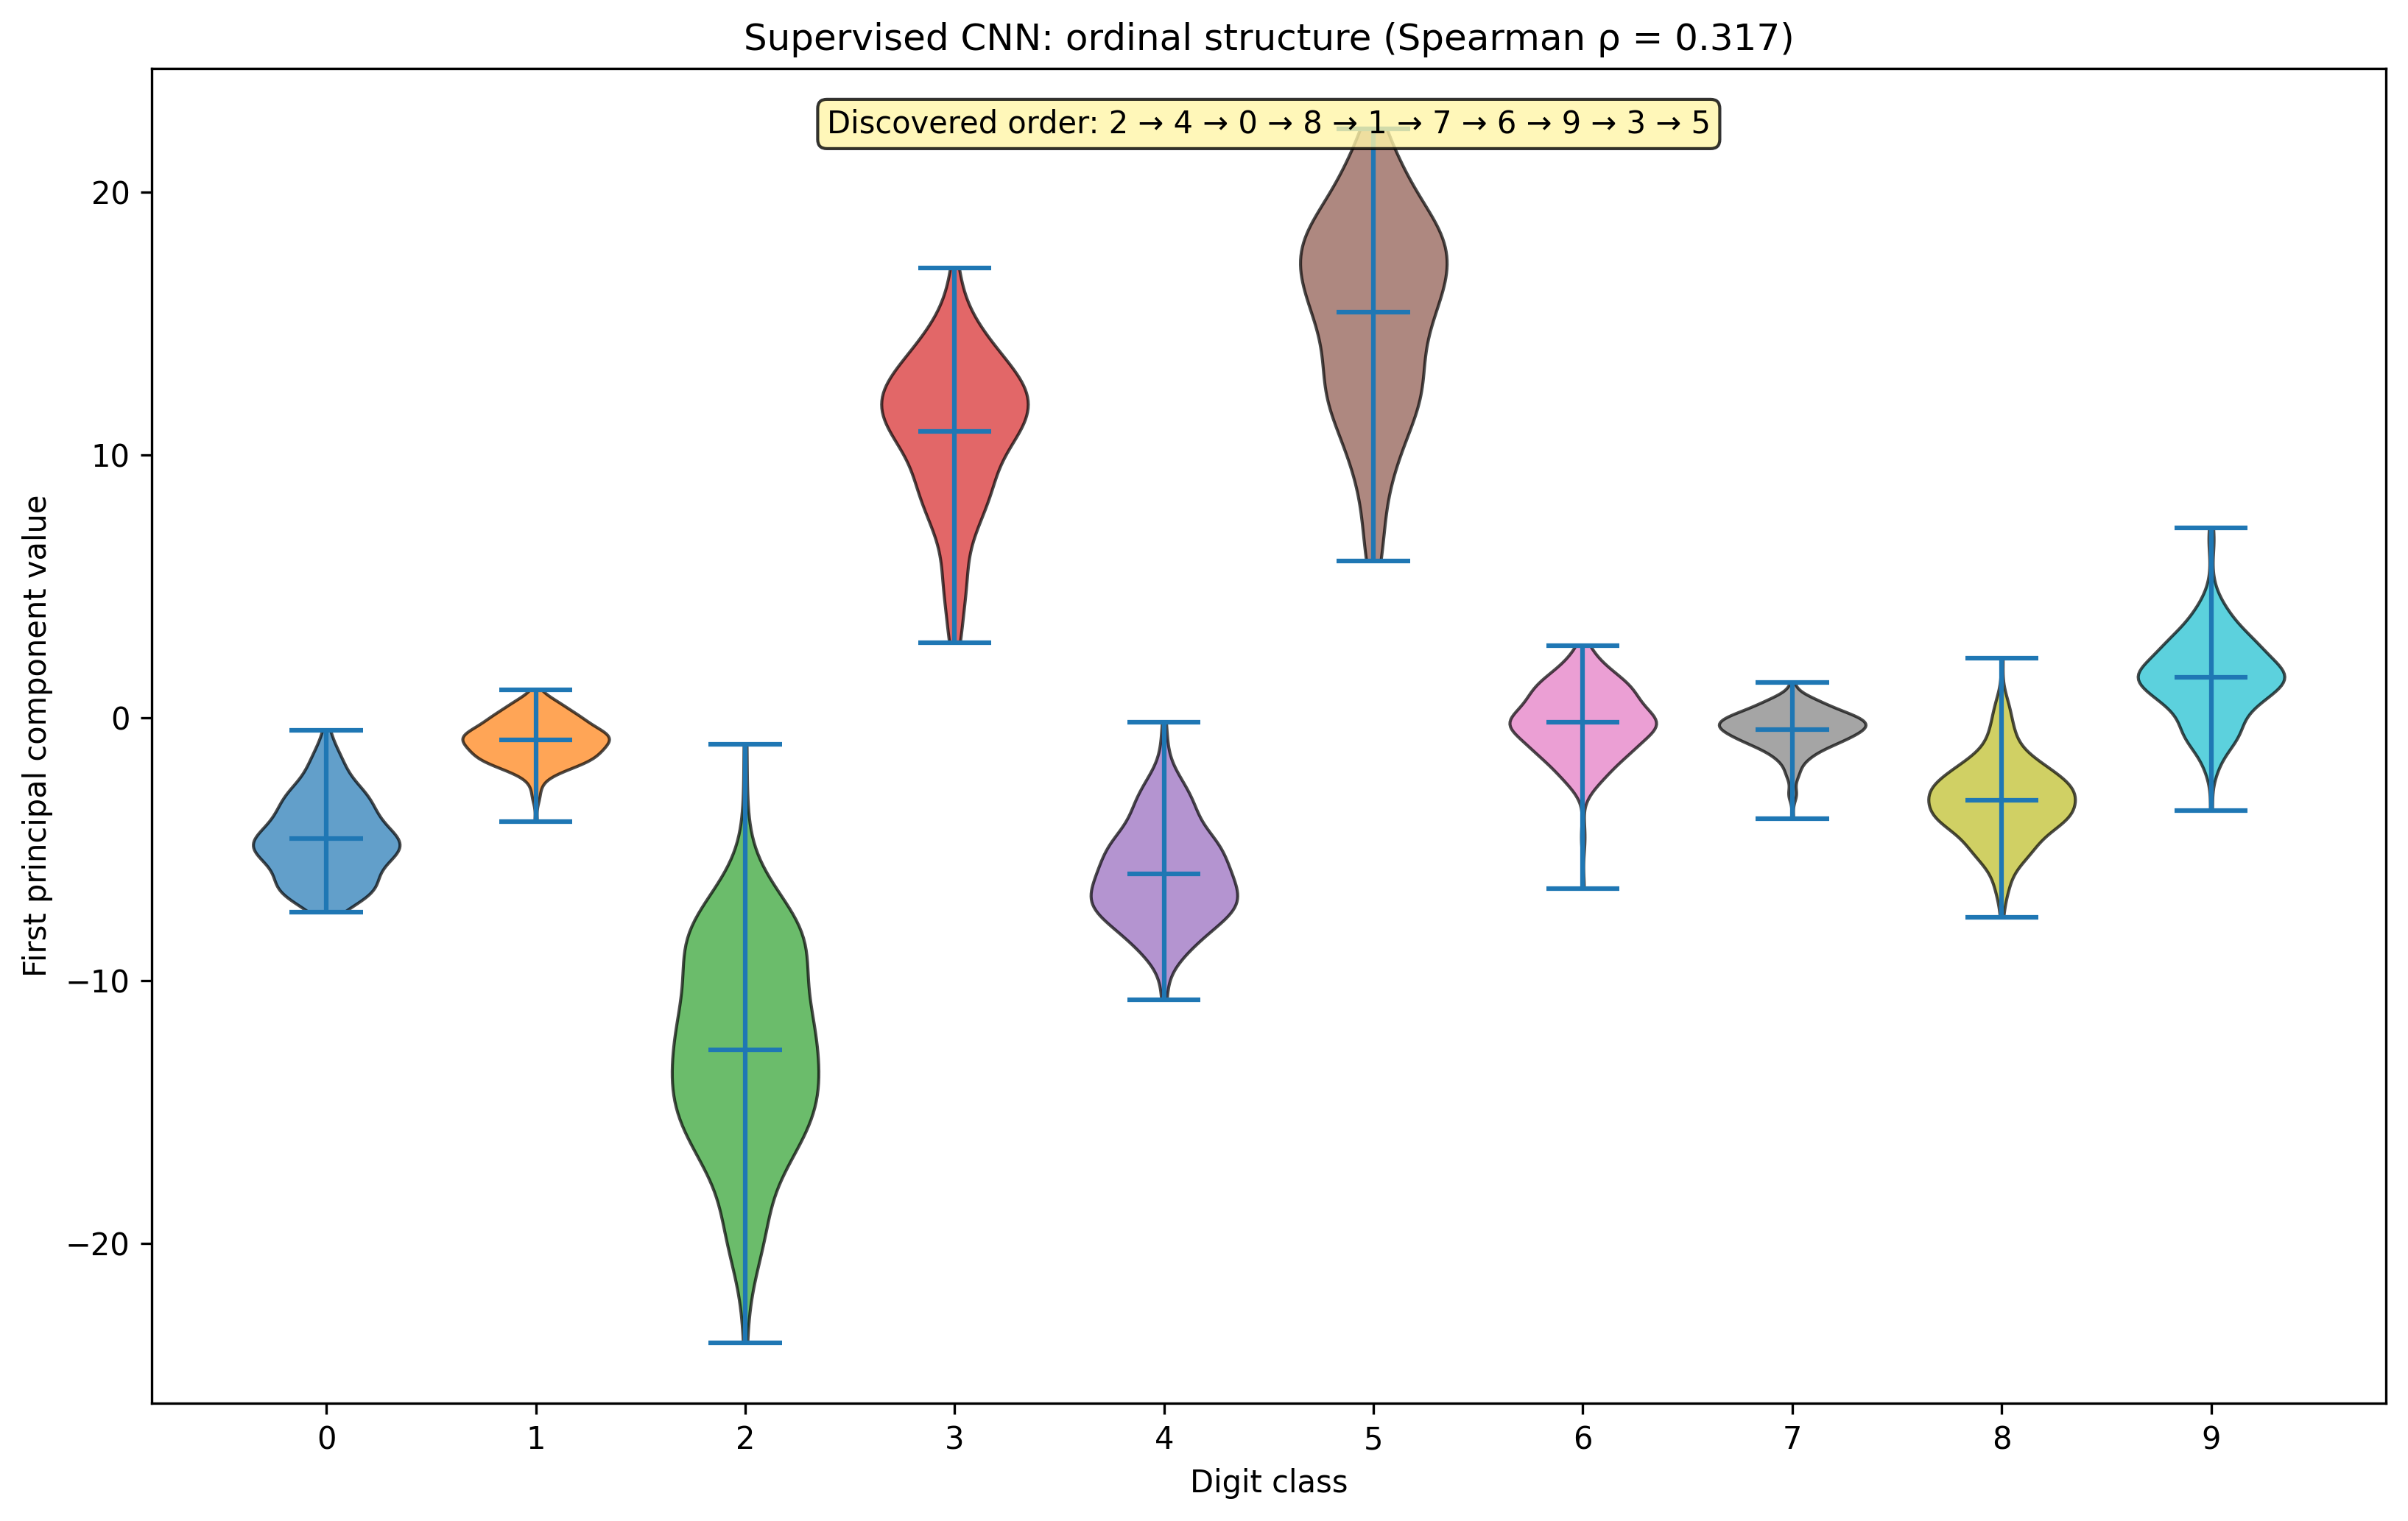 Supervised CNN: ordinal structure (Spearman ρ = 0.317)
Discovered order: 2 → 4 → 0 → 8 → 1 → 7 → 6 → 9 → 3 → 5
First principal component value
20
10
0
−10
−20
0 1 2 3 4 5 6 7 8 9
Digit class